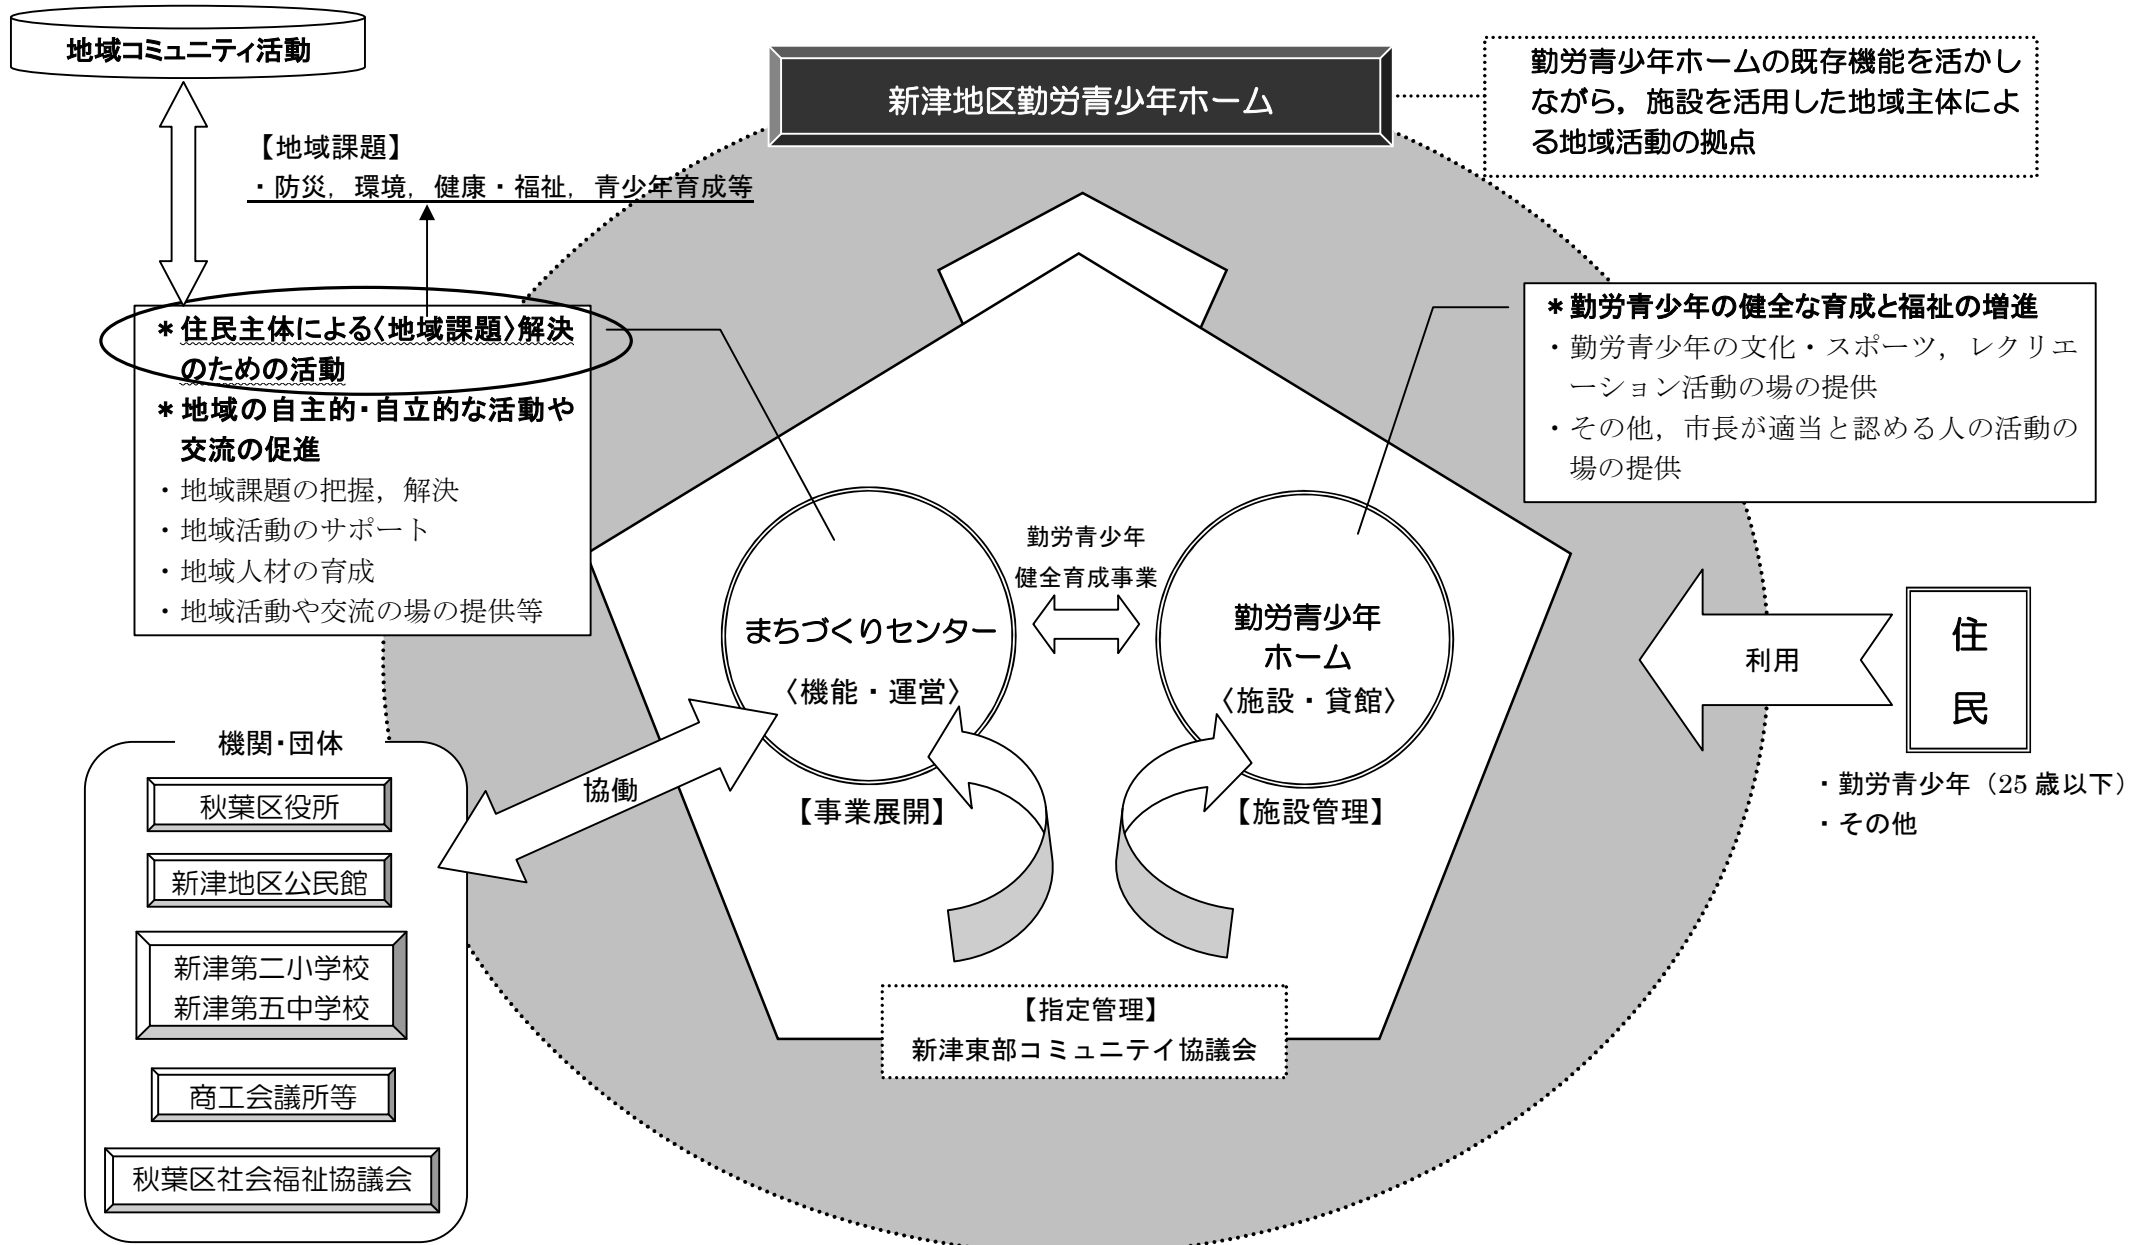 地域コミュニティ活動
新津地区勤労青少年ホーム
勤労青少年ホームの既存機能を活かし
ながら，施設を活用した地域主体によ
る地域活動の拠点
【地域課題】
・防災，環境，健康・福祉，青少年育成等
＊住民主体による〈地域課題〉解決
のための活動
＊地域の自主的・自立的な活動や
交流の促進
・地域課題の把握，解決
・地域活動のサポート
・地域人材の育成
・地域活動や交流の場の提供等
＊勤労青少年の健全な育成と福祉の増進
・勤労青少年の文化・スポーツ，レクリエ
ーション活動の場の提供
・その他，市長が適当と認める人の活動の
場の提供
勤労青少年
健全育成事業
まちづくりセンター
〈機能・運営〉
勤労青少年
ホーム
〈施設・貸館〉
利用
住
民
・勤労青少年（25 歳以下）
・その他
機関・団体
秋葉区役所
新津地区公民館
新津第二小学校
新津第五中学校
商工会議所等
秋葉区社会福祉協議会
協働
【事業展開】
【施設管理】
【指定管理】
新津東部コミュニテイ協議会